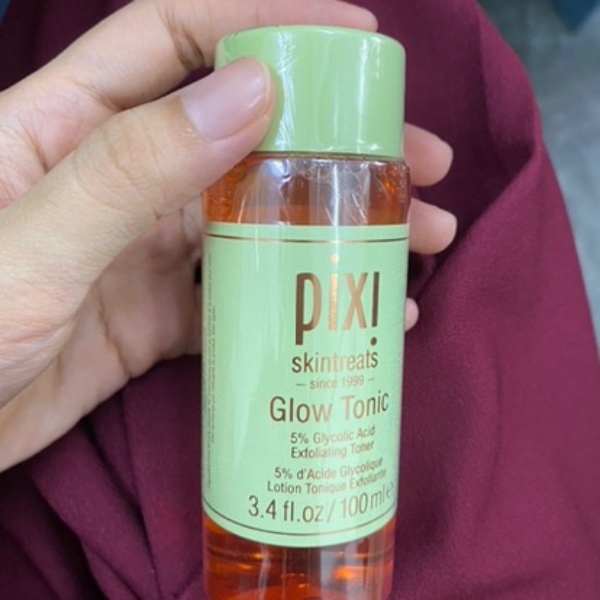 pixi
skintreats
– since 1999 –
Glow Tonic
5% Glycolic Acid
Exfoliating Toner
5% d'Acide Glycolique
Lotion Tonique Exfoliante
3.4 fl.oz/100 ml e